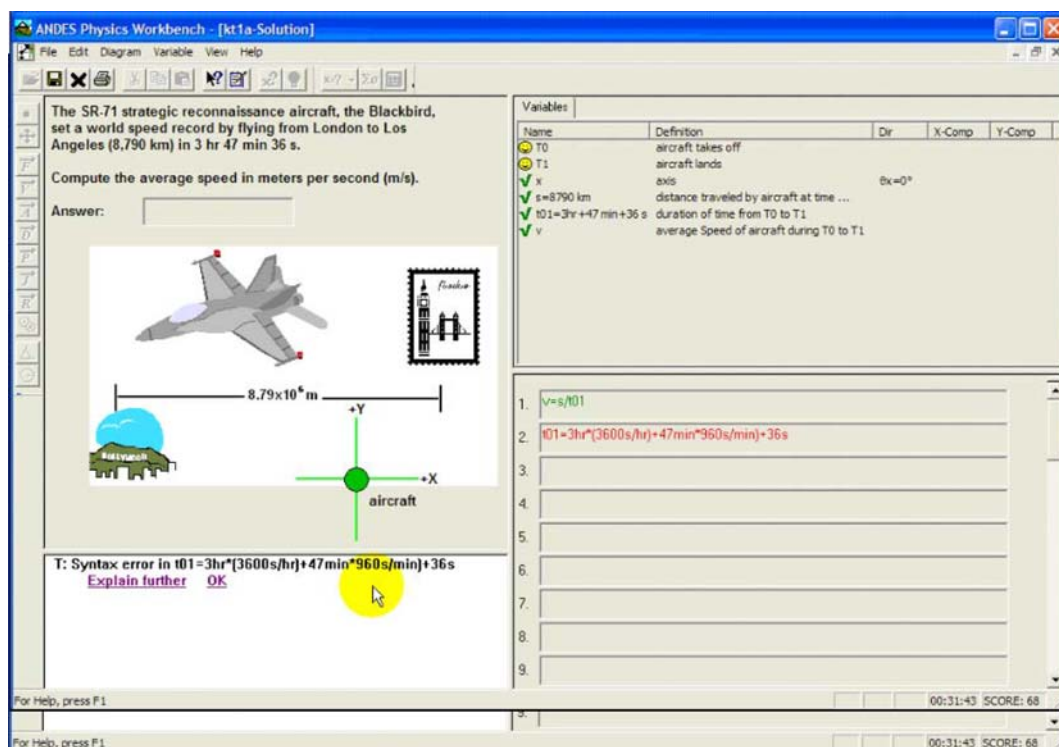 ANDES Physics Workbench - [kt1a-Solution]
File Edit Diagram Variable View Help
The SR-71 strategic reconnaissance aircraft, the Blackbird,
set a world speed record by flying from London to Los
Angeles (8,790 km) in 3 hr 47 min 36 s.
Compute the average speed in meters per second (m/s).
Answer:
8.79x10⁶ m
+Y
+X
aircraft
T: Syntax error in t01=3hr*(3600s/hr)+47min*960s/min)+36s
Explain further OK
Variables
Name Definition Dir X-Comp Y-Comp
T0 aircraft takes off
T1 aircraft lands
x axis θx=0°
s=8790 km distance traveled by aircraft at time ...
t01=3hr+47 min+36 s duration of time from T0 to T1
v average Speed of aircraft during T0 to T1
1. v=s/t01
2. t01=3hr*(3600s/hr)+47min*960s/min)+36s
3.
4.
5.
6.
7.
8.
9.
For Help, press F1 00:31:43 SCORE: 68
9.
For Help, press F1 00:31:43 SCORE: 68